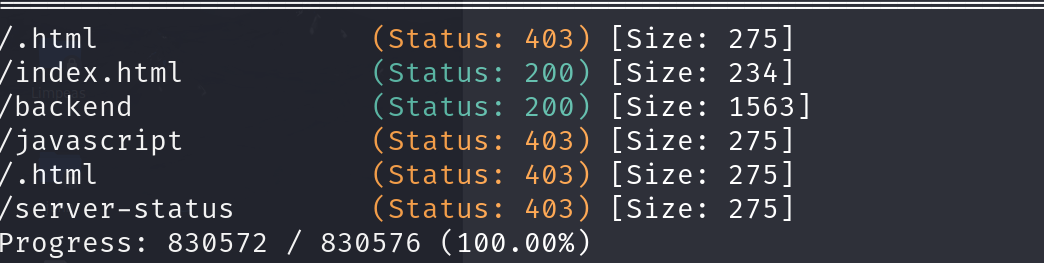 /.html (Status: 403) [Size: 275]
/index.html (Status: 200) [Size: 234]
/backend (Status: 200) [Size: 1563]
/javascript (Status: 403) [Size: 275]
/.html (Status: 403) [Size: 275]
/server-status (Status: 403) [Size: 275]
Progress: 830572 / 830576 (100.00%)